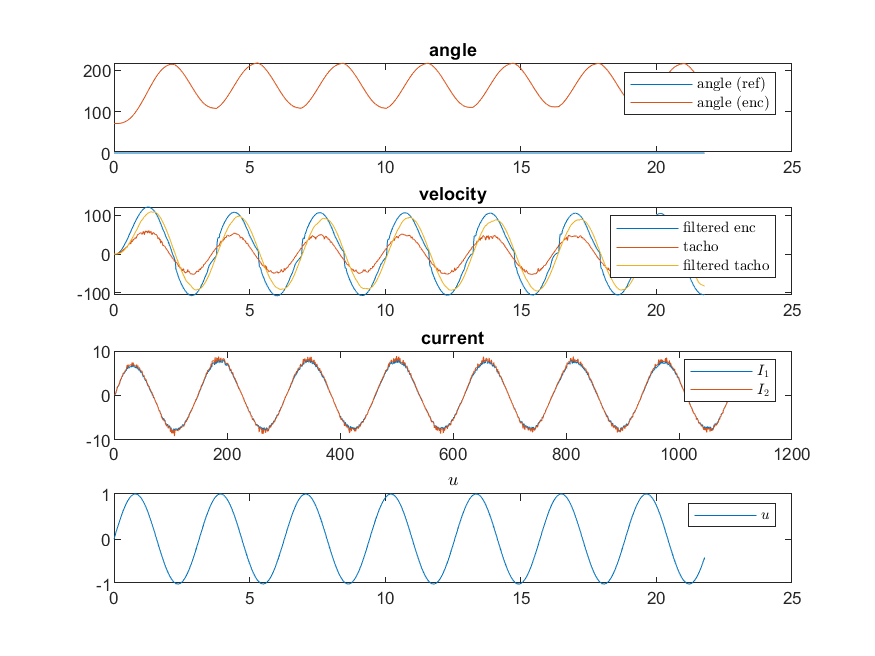 angle
200
100
0
angle (ref)
angle (enc)
0 5 10 15 20 25
velocity
100
0
-100
filtered enc
tacho
filtered tacho
0 5 10 15 20 25
current
10
0
-10
I1
I2
0 200 400 600 800 1000 1200
u
1
0
-1
u
0 5 10 15 20 25